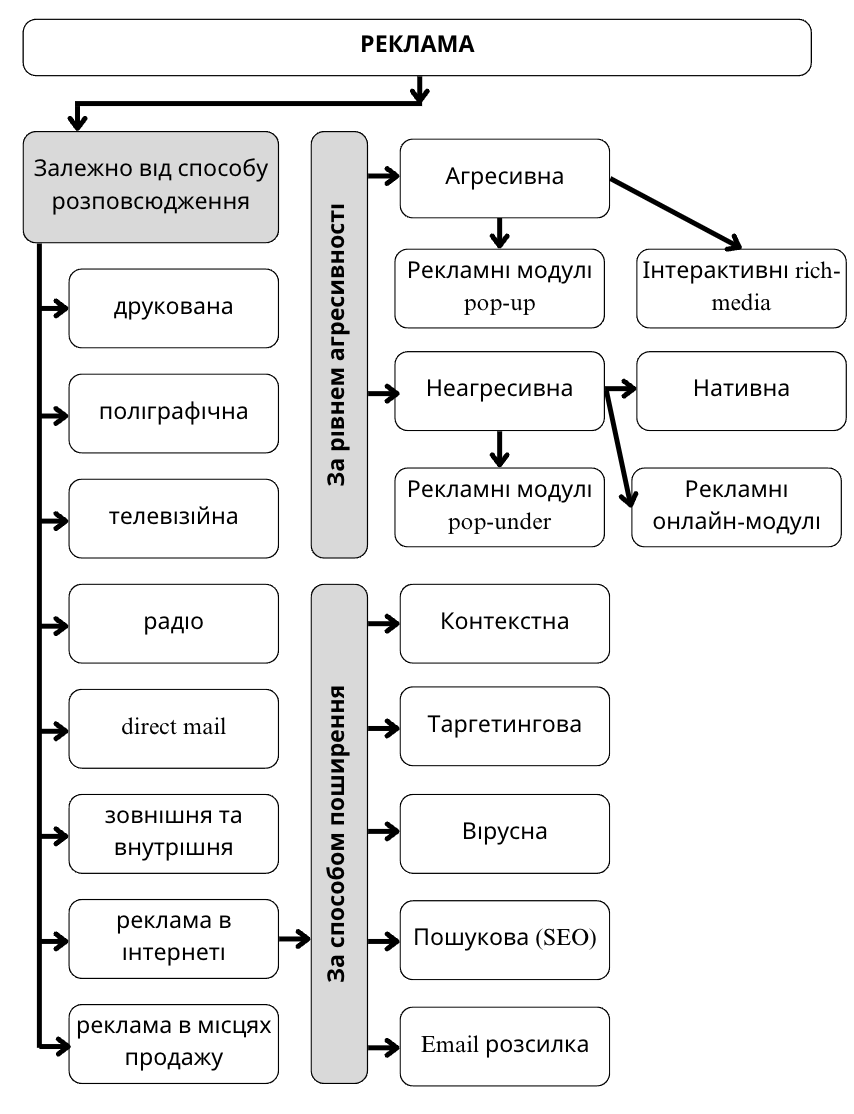 РЕКЛАМА
Залежно від способу
розповсюдження
друкована
поліграфічна
телевізійна
радіо
direct mail
зовнішня та
внутрішня
реклама в
інтернеті
реклама в місцях
продажу
За рівнем агресивності
Агресивна
Рекламні модулі
pop-up
Інтерактивні rich-
media
Неагресивна
Нативна
Рекламні модулі
pop-under
Рекламні
онлайн-модулі
За способом поширення
Контекстна
Таргетингова
Вірусна
Пошукова (SEO)
Email розсилка